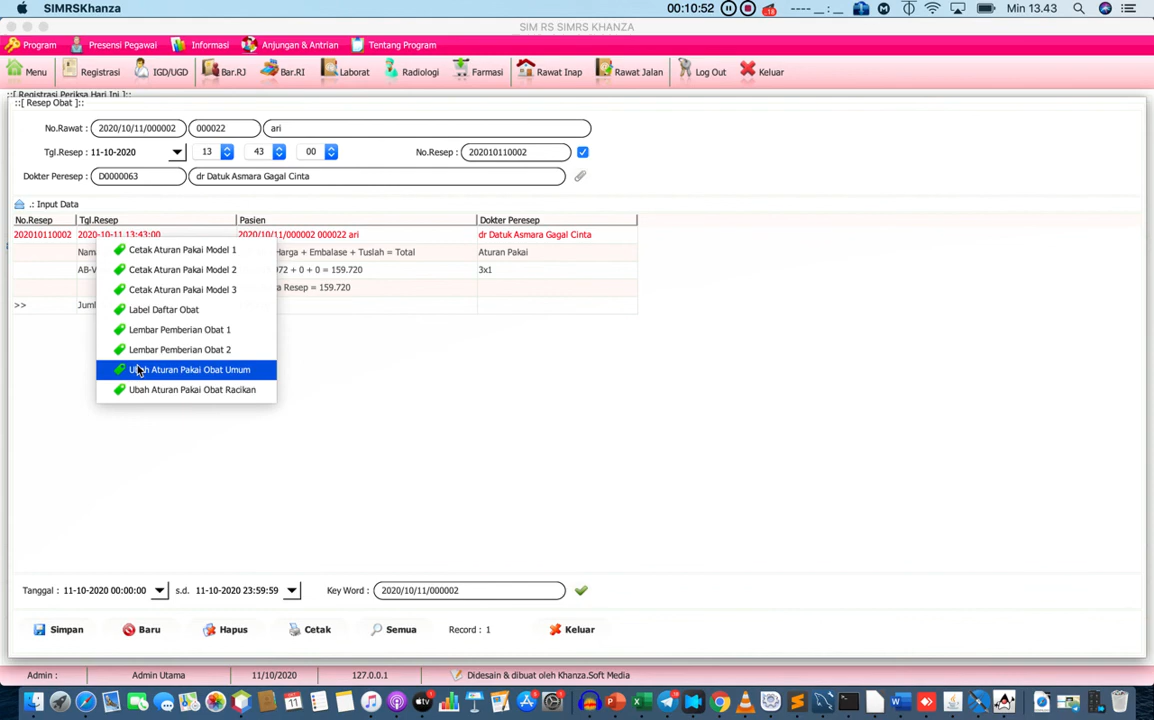 SIMRSKhanza 00:10:52 .18 Min 13.43
SIM RS SIMRS KHANZA
Program Presensi Pegawai Informasi Anjungan & Antrian Tentang Program
Menu Registrasi IGD/UGD Bar.RJ Bar.RI Laborat Radiologi Farmasi Rawat Inap Rawat Jalan Log Out Keluar
::[ Registrasi Periksa Hari Ini ]::
::[ Resep Obat ]::
No.Rawat : 2020/10/11/000002 000022 ari
Tgl.Resep : 11-10-2020 13 43 00 No.Resep : 202010110002
Dokter Peresep : D0000063 dr Datuk Asmara Gagal Cinta
.: Input Data
No.Resep Tgl.Resep Pasien Dokter Peresep
202010110002 2020-10-11 13:43:00 2020/10/11/000002 000022 ari dr Datuk Asmara Gagal Cinta
Cetak Aturan Pakai Model 1
+ Embalase + Tuslah = Total Aturan Pakai
Cetak Aturan Pakai Model 2
+ 0 + 0 = 159.720 3x1
Cetak Aturan Pakai Model 3
Resep = 159.720
>>
Label Daftar Obat
Lembar Pemberian Obat 1
Lembar Pemberian Obat 2
Ubah Aturan Pakai Obat Umum
Ubah Aturan Pakai Obat Racikan
Tanggal : 11-10-2020 00:00:00 s.d. 11-10-2020 23:59:59 Key Word : 2020/10/11/000002
Simpan Baru Hapus Cetak Semua Record : 1 Keluar
Admin : Admin Utama 11/10/2020 127.0.0.1 Didesain & dibuat oleh Khanza.Soft Media